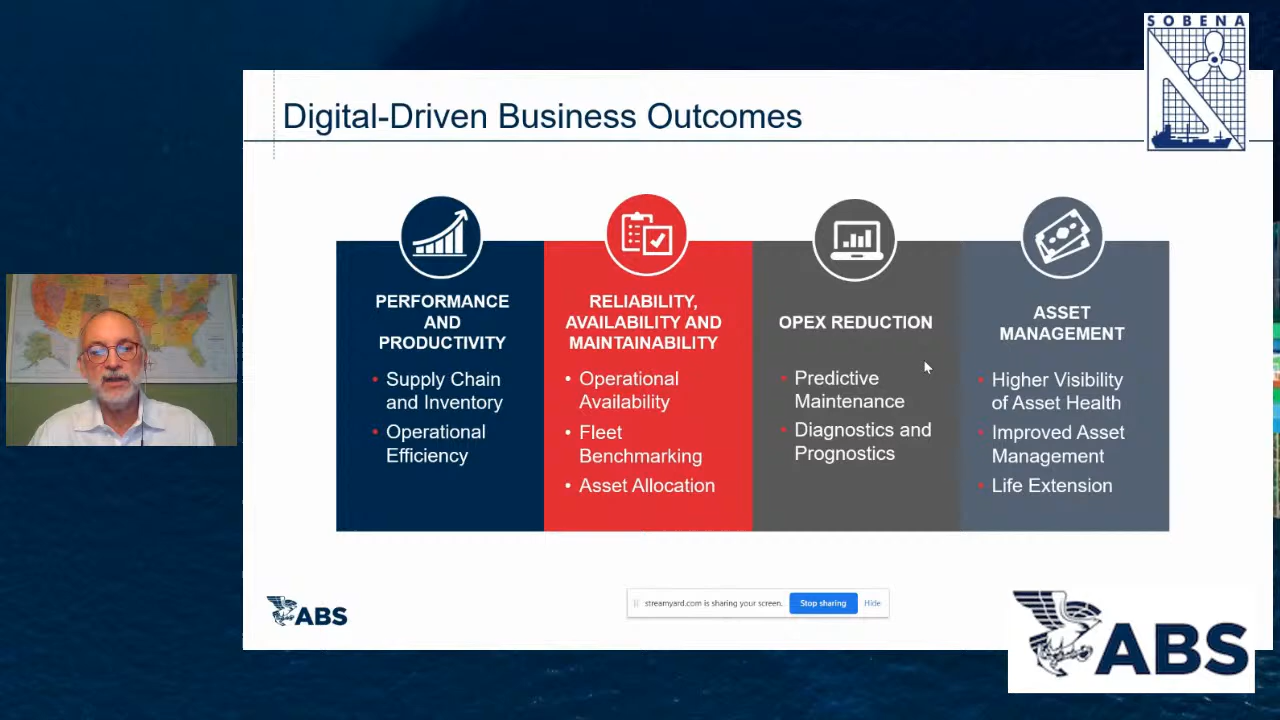 SOBENA
Digital-Driven Business Outcomes
PERFORMANCE
AND
PRODUCTIVITY
• Supply Chain
and Inventory
• Operational
Efficiency
RELIABILITY,
AVAILABILITY AND
MAINTAINABILITY
• Operational
Availability
• Fleet
Benchmarking
• Asset Allocation
OPEX REDUCTION
• Predictive
Maintenance
• Diagnostics and
Prognostics
ASSET
MANAGEMENT
• Higher Visibility
of Asset Health
• Improved Asset
Management
• Life Extension
ABS
streamyard.com is sharing your screen. Stop sharing Hide
ABS